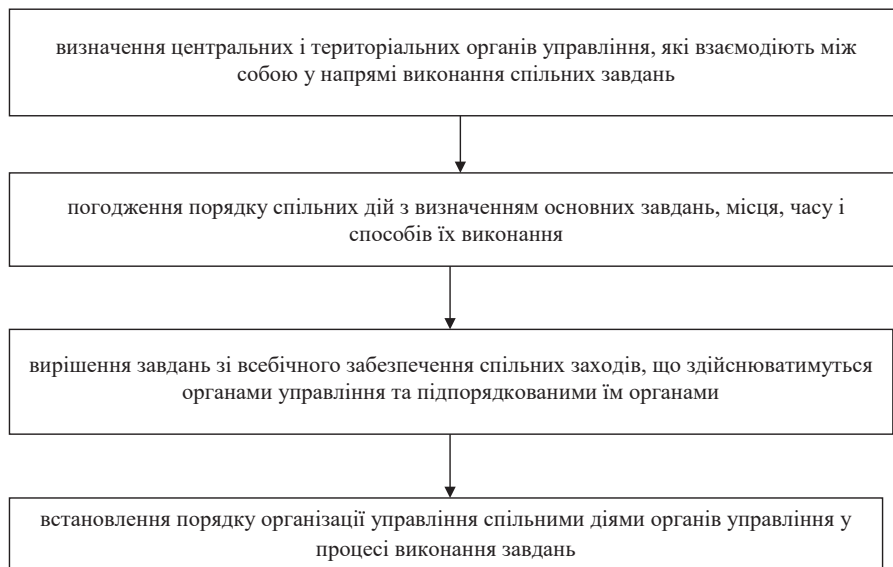 визначення центральних і територіальних органів управління, які взаємодіють між
собою у напрямі виконання спільних завдань
погодження порядку спільних дій з визначенням основних завдань, місця, часу і
способів їх виконання
вирішення завдань зі всебічного забезпечення спільних заходів, що здійснюватимуться
органами управління та підпорядкованими їм органами
встановлення порядку організації управління спільними діями органів управління у
процесі виконання завдань